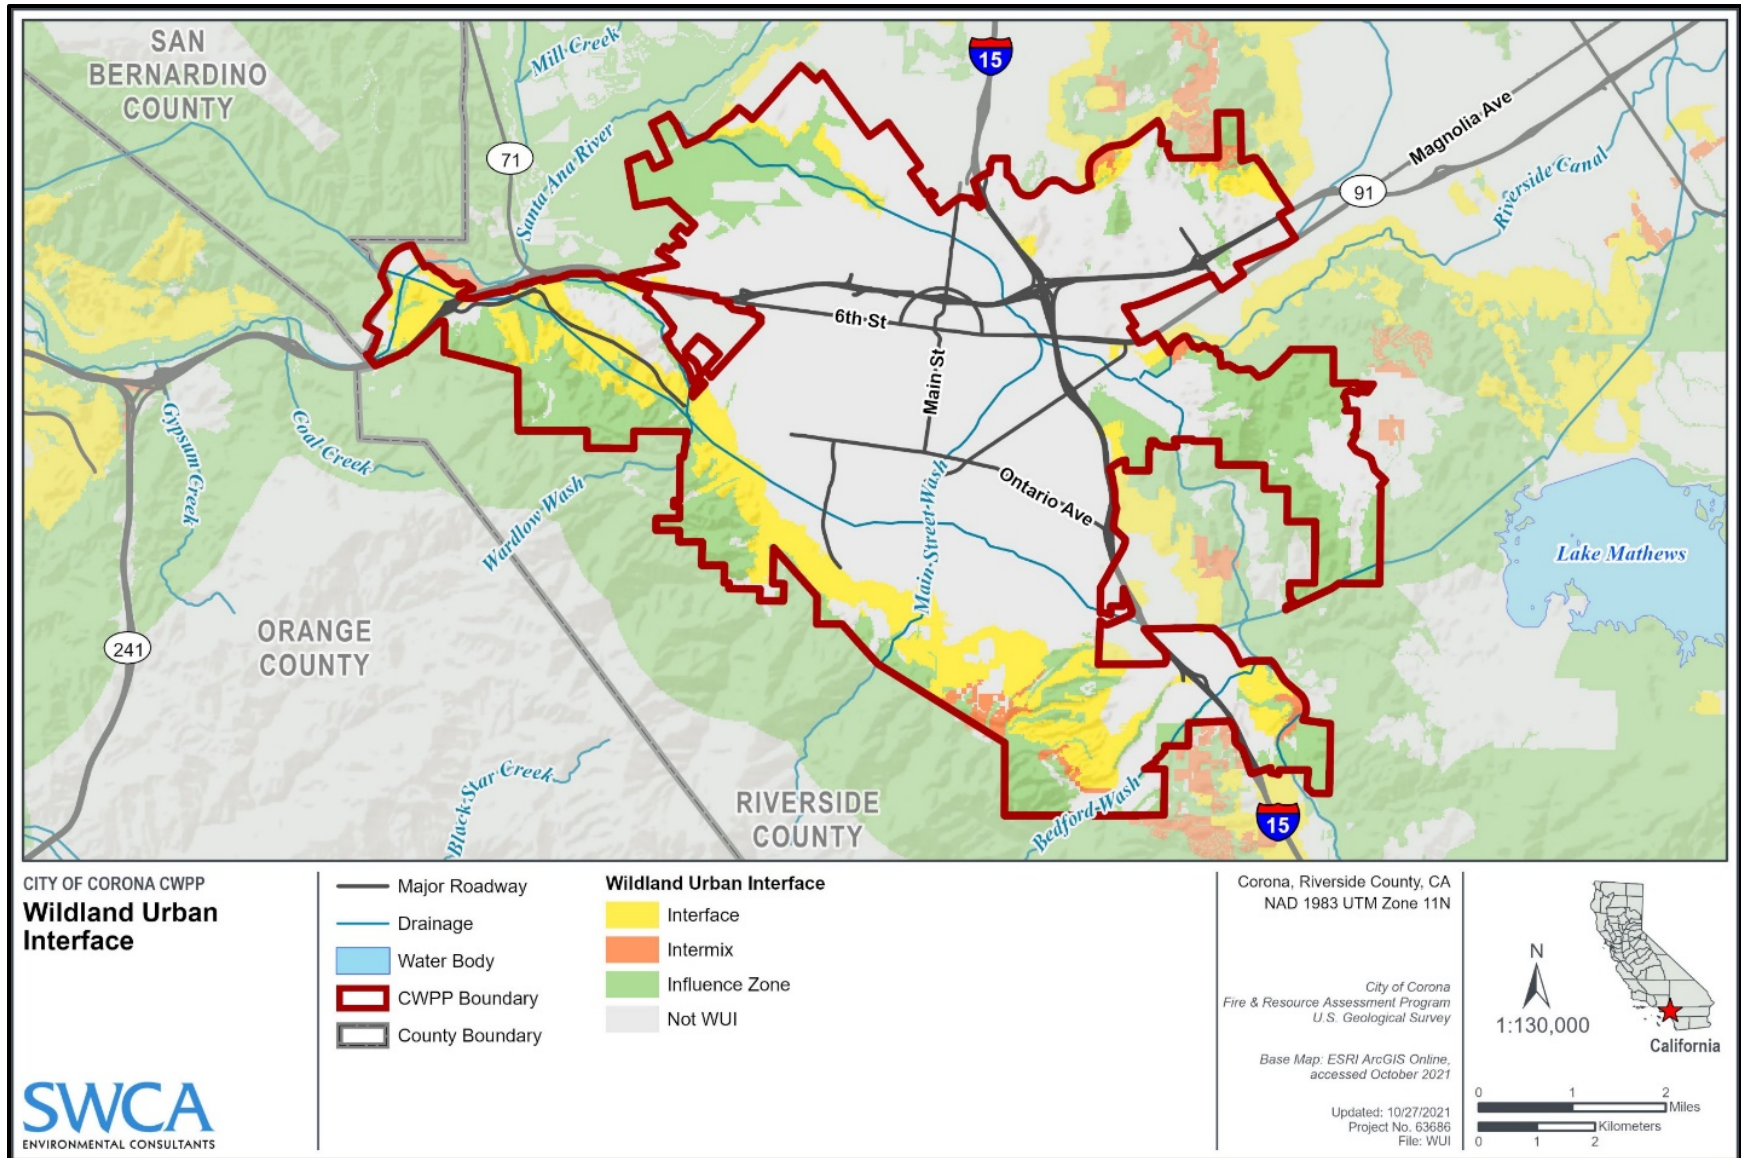 SAN
BERNARDINO
COUNTY
Mill Creek
15
71
Santa Ana River
Magnolia Ave
91
Riverside Canal
6th St
Main St
Gypsum Creek
Coal Creek
Wardlow Wash
Main Street Wash
Ontario Ave
Lake Mathews
ORANGE
COUNTY
241
Black Star Creek
RIVERSIDE
COUNTY
Bedford Wash
15
CITY OF CORONA CWPP
Wildland Urban
Interface
SWCA
ENVIRONMENTAL CONSULTANTS
Major Roadway
Drainage
Water Body
CWPP Boundary
County Boundary
Wildland Urban Interface
Interface
Intermix
Influence Zone
Not WUI
Corona, Riverside County, CA
NAD 1983 UTM Zone 11N
City of Corona
Fire & Resource Assessment Program
U.S. Geological Survey
Base Map: ESRI ArcGIS Online,
accessed October 2021
Updated: 10/27/2021
Project No. 63686
File: WUI
N
1:130,000
California
0 1 2
Miles
Kilometers
0 1 2